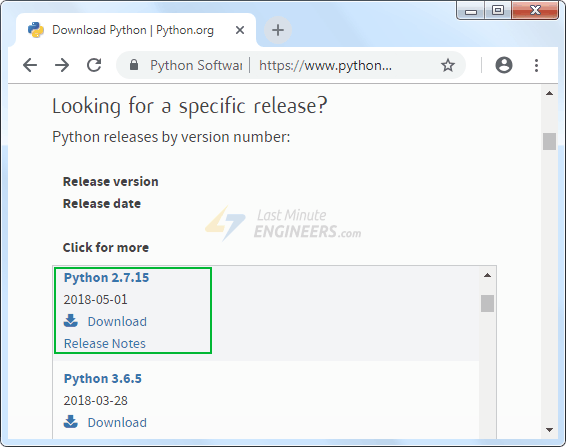 Download Python | Python.org
Python Softwar | https://www.python...
Looking for a specific release?
Python releases by version number:
Release version
Release date
Last Minute
ENGINEERS.com
Click for more
Python 2.7.15
2018-05-01
Download
Release Notes
Python 3.6.5
2018-03-28
Download